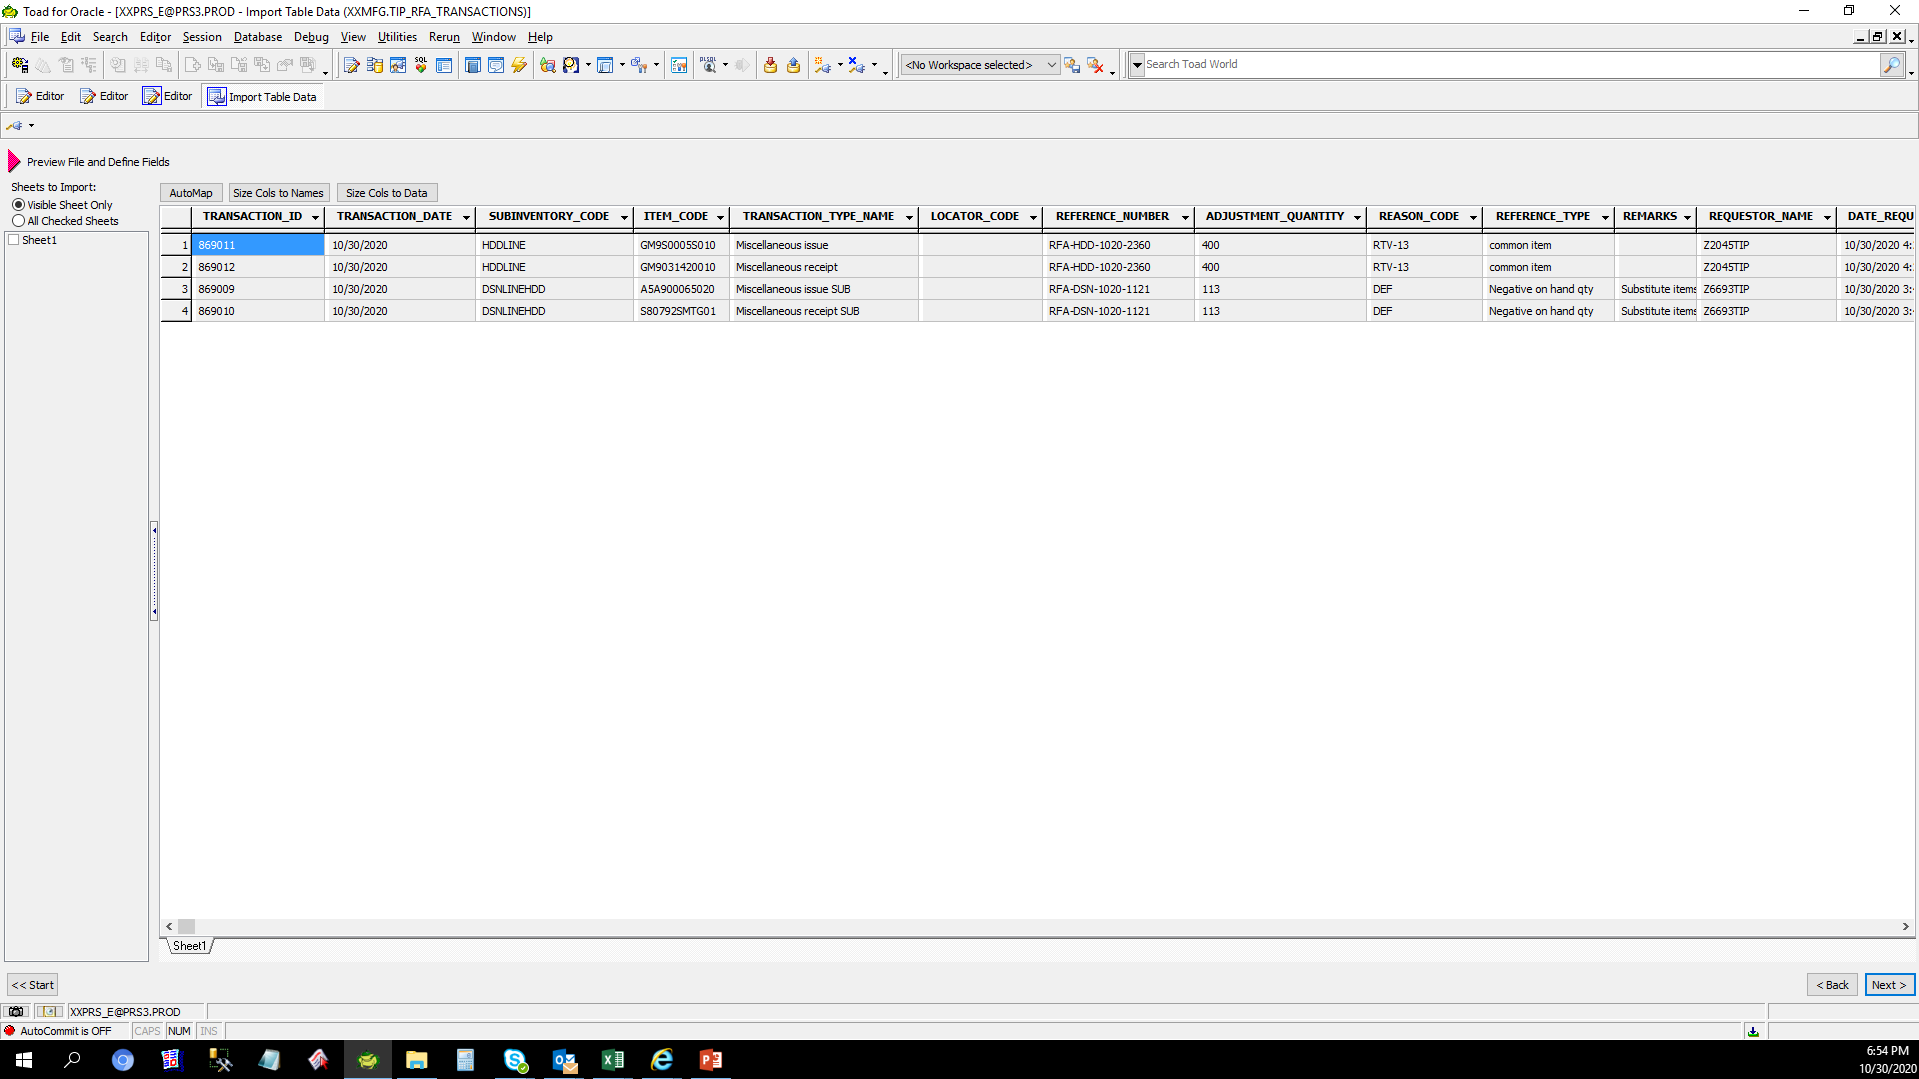 Toad for Oracle - [XXPRS_E@PRS3.PROD - Import Table Data (XXMFG.TIP_RFA_TRANSACTIONS)]
File Edit Search Editor Session Database Debug View Utilities Rerun Window Help
SQL <No Workspace selected> Search Toad World
Editor Editor Editor Import Table Data
Preview File and Define Fields
Sheets to Import:
Visible Sheet Only
All Checked Sheets
Sheet1
AutoMap Size Cols to Names Size Cols to Data
TRANSACTION_ID TRANSACTION_DATE SUBINVENTORY_CODE ITEM_CODE TRANSACTION_TYPE_NAME LOCATOR_CODE REFERENCE_NUMBER ADJUSTMENT_QUANTITY REASON_CODE REFERENCE_TYPE REMARKS REQUESTOR_NAME DATE_REQU
1 869011 10/30/2020 HDDLINE GM9S0005S010 Miscellaneous issue RFA-HDD-1020-2360 400 RTV-13 common item Z2045TIP 10/30/2020 4:
2 869012 10/30/2020 HDDLINE GM9031420010 Miscellaneous receipt RFA-HDD-1020-2360 400 RTV-13 common item Z2045TIP 10/30/2020 4:
3 869009 10/30/2020 DSNLINEHDD A5A900065020 Miscellaneous issue SUB RFA-DSN-1020-1121 113 DEF Negative on hand qty Substitute items Z6693TIP 10/30/2020 3:
4 869010 10/30/2020 DSNLINEHDD S80792SMTG01 Miscellaneous receipt SUB RFA-DSN-1020-1121 113 DEF Negative on hand qty Substitute items Z6693TIP 10/30/2020 3:
Sheet1
<< Start < Back Next >
XXPRS_E@PRS3.PROD
AutoCommit is OFF CAPS NUM INS
6:54 PM
10/30/2020